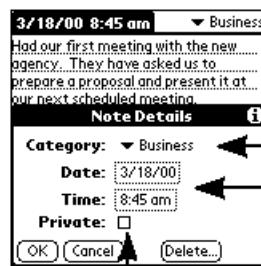 3/18/00 8:45 am Business
Had our first meeting with the new
agency. They have asked us to
prepare a proposal and present it at
our next scheduled meeting.
Note Details i
Category: Business
Date: 3/18/00
Time: 8:45 am
Private:
OK Cancel Delete...